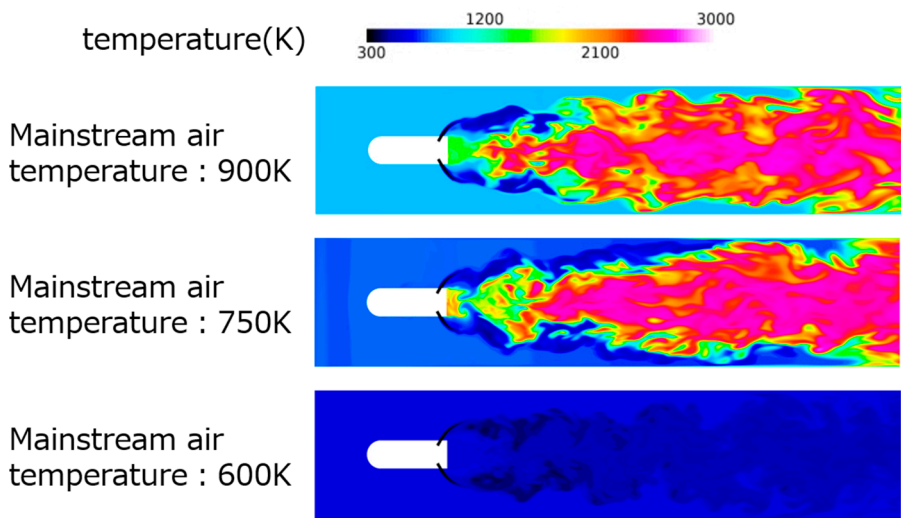 1200 3000
temperature(K)
300 2100
Mainstream air
temperature : 900K
Mainstream air
temperature : 750K
Mainstream air
temperature : 600K